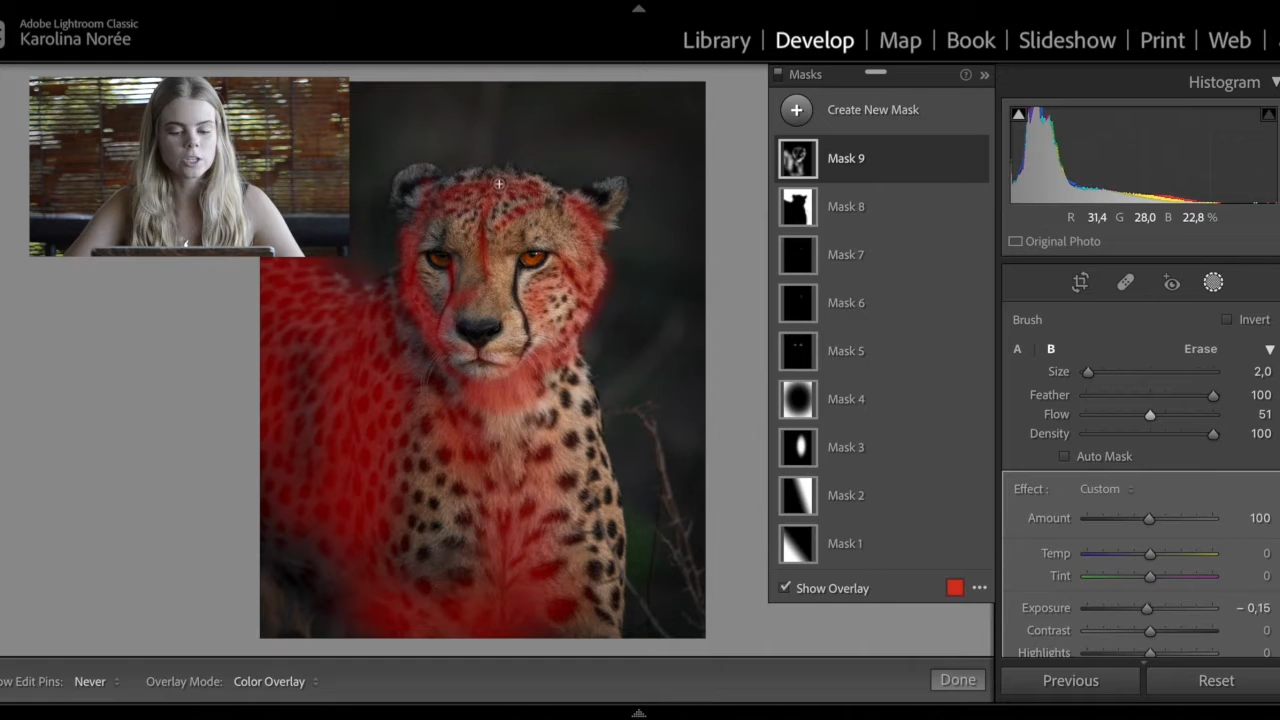 Adobe Lightroom Classic
Karolina Norée
Library | Develop | Map | Book | Slideshow | Print | Web |
Masks
Create New Mask
Mask 9
Mask 8
Mask 7
Mask 6
Mask 5
Mask 4
Mask 3
Mask 2
Mask 1
Show Overlay
Histogram
R 31,4 G 28,0 B 22,8 %
Original Photo
Brush Invert
A B Erase
Size 2,0
Feather 100
Flow 51
Density 100
Auto Mask
Effect : Custom
Amount 100
Temp 0
Tint 0
Exposure – 0,15
Contrast 0
Highlights 0
ow Edit Pins: Never Overlay Mode: Color Overlay Done
Previous Reset